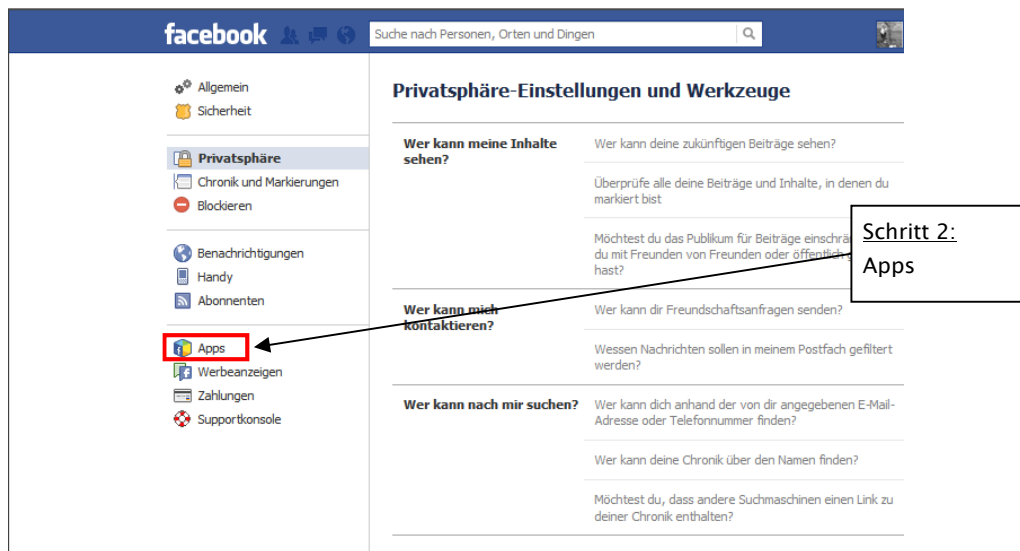 facebook
Suche nach Personen, Orten und Dingen
Allgemein
Sicherheit
Privatsphäre
Chronik und Markierungen
Blockieren
Benachrichtigungen
Handy
Abonnenten
Apps
Werbeanzeigen
Zahlungen
Supportkonsole
Privatsphäre-Einstellungen und Werkzeuge
Wer kann meine Inhalte
sehen?
Wer kann deine zukünftigen Beiträge sehen?
Überprüfe alle deine Beiträge und Inhalte, in denen du
markiert bist
Möchtest du das Publikum für Beiträge
du mit Freunden von Freunden oder öffentlich
hast?
Wer kann mich
kontaktieren?
Wer kann dir Freundschaftsanfragen senden?
Wessen Nachrichten sollen in meinem Postfach gefiltert
werden?
Wer kann nach mir suchen?
Wer kann dich anhand der von dir angegebenen E-Mail-
Adresse oder Telefonnummer finden?
Wer kann deine Chronik über den Namen finden?
Möchtest du, dass andere Suchmaschinen einen Link zu
deiner Chronik enthalten?
Schritt 2:
Apps